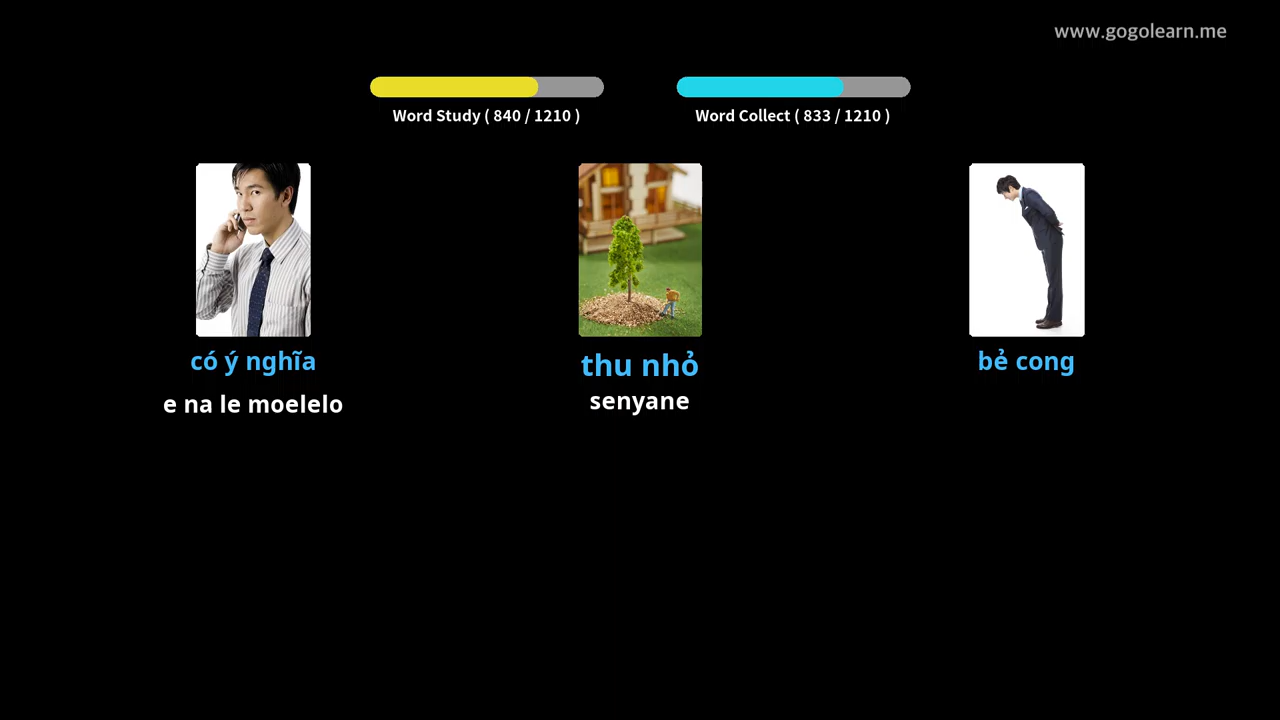 www.gogolearn.me
Word Study ( 840 / 1210 )
Word Collect ( 833 / 1210 )
có ý nghĩa
thu nhỏ
bẻ cong
e na le moelelo
senyane